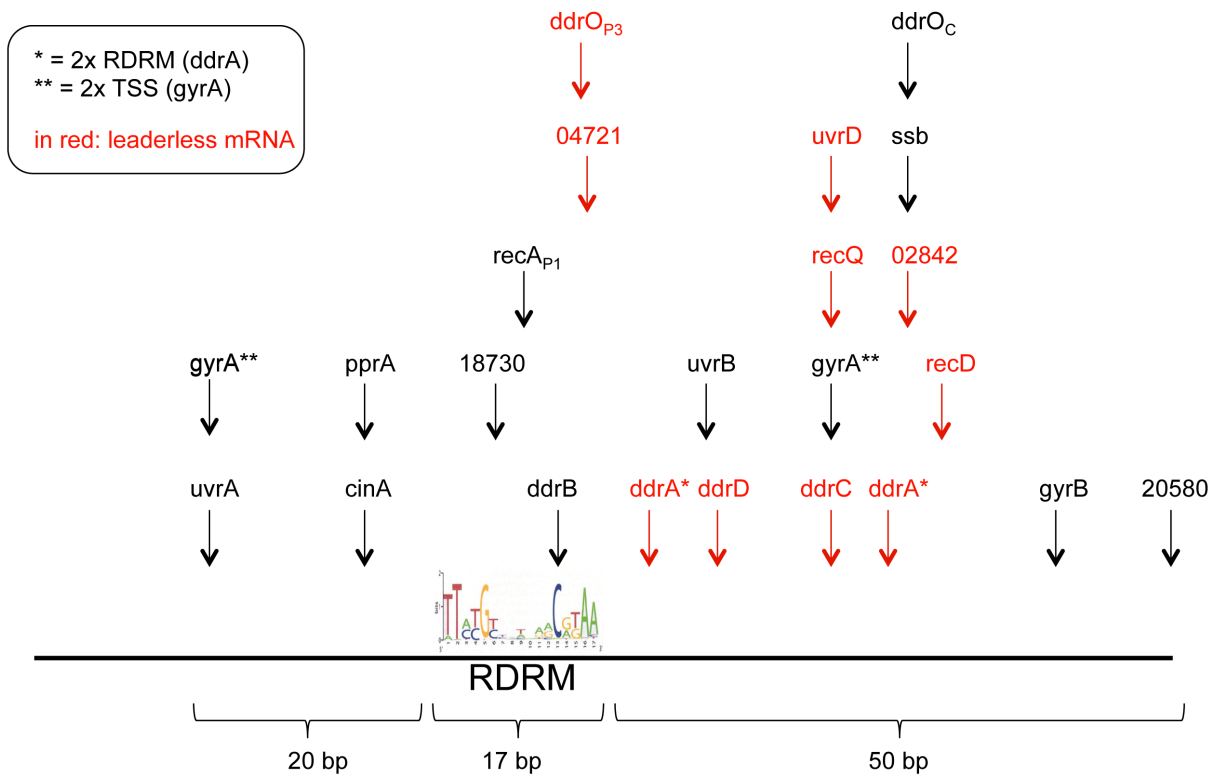 ddrOP3 ddrOC
* = 2x RDRM (ddrA)
** = 2x TSS (gyrA)
in red: leaderless mRNA
04721 uvrD ssb
recAP1 recQ 02842
gyrA** pprA 18730 uvrB gyrA** recD
uvrA cinA ddrB ddrA* ddrD ddrC ddrA* gyrB 20580
RDRM
20 bp 17 bp 50 bp